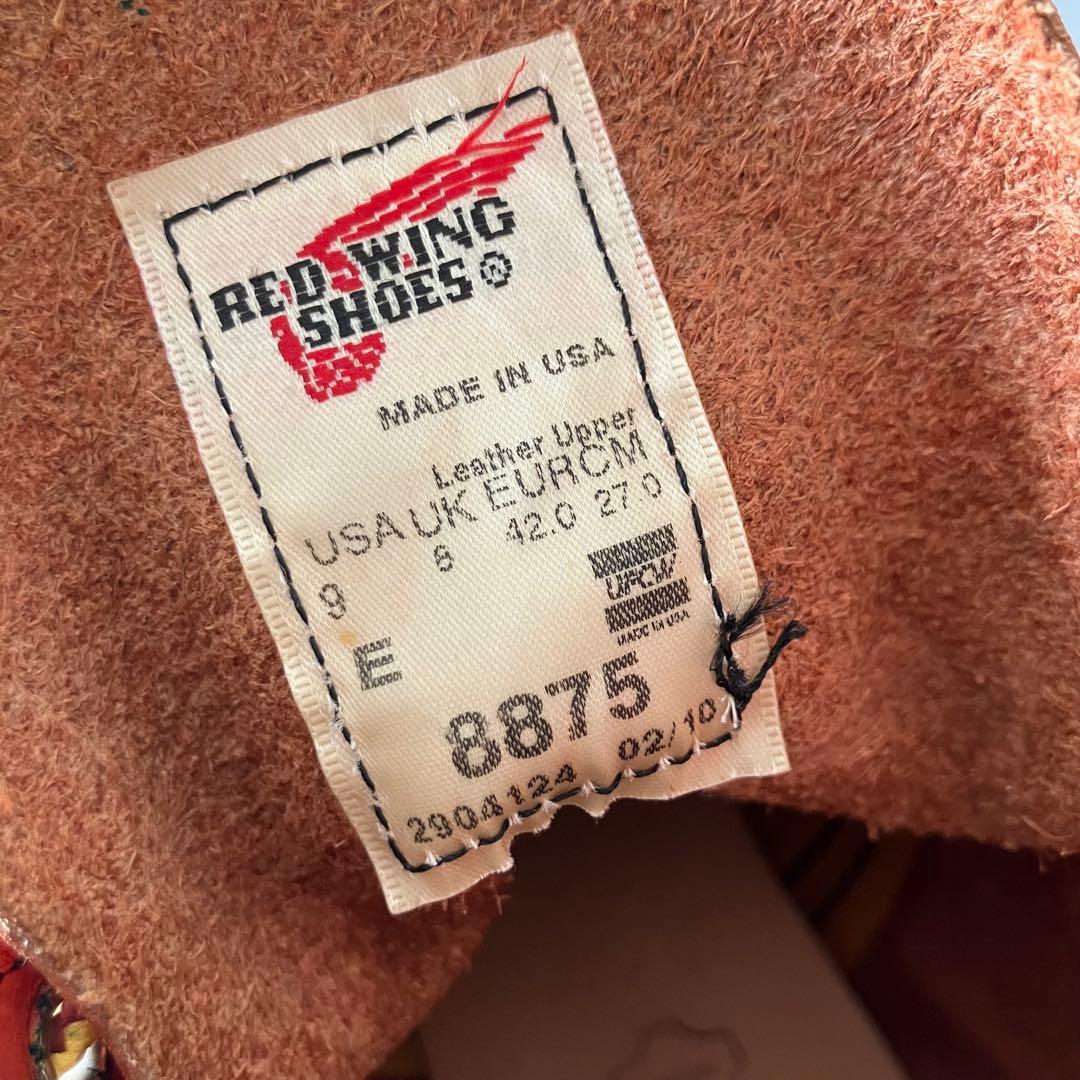 RED WING
SHOES ®
MADE IN USA
Leather Upper
USA UK EUR CM
9 8 42.0 27.0
UFCW
MADE IN USA
E
8875
2904124 02/10